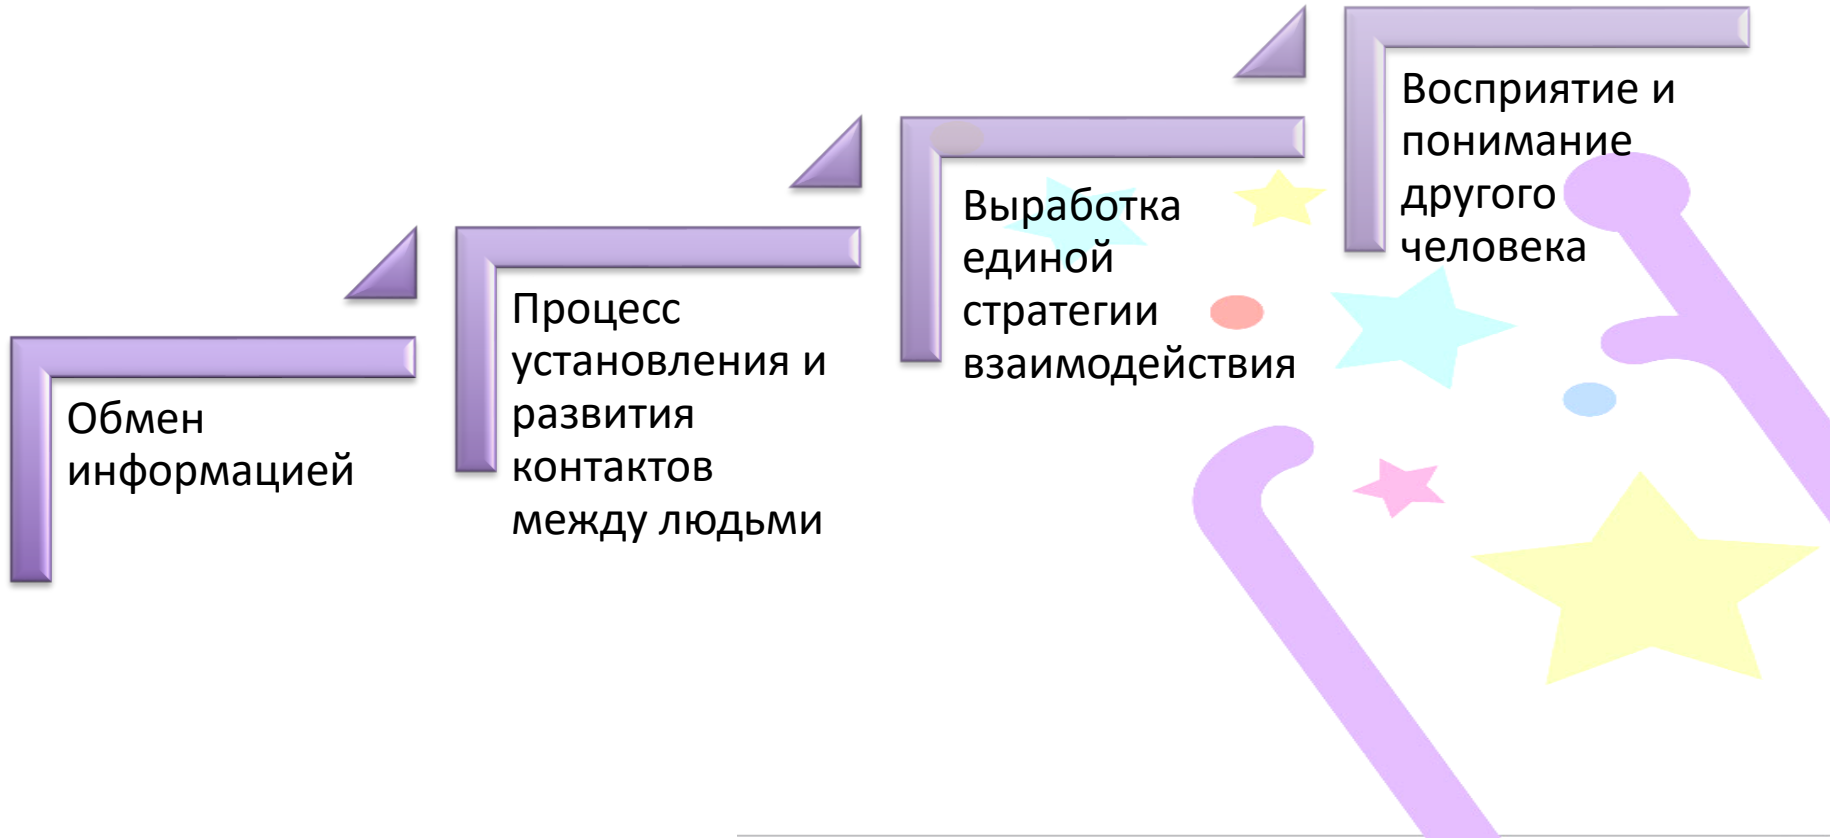 Обмен
информацией
Процесс
установления и
развития
контактов
между людьми
Выработка
единой
стратегии
взаимодействия
Восприятие и
понимание
другого
человека